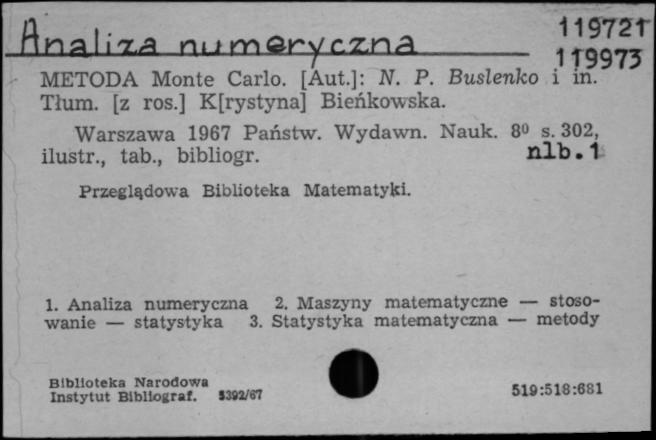 Analiza numeryczna
119721
119973
METODA Monte Carlo. [Aut.]: N. P. Buslenko i in.
Tłum. [z ros.] K[rystyna] Bieńkowska.
Warszawa 1967 Państw. Wydawn. Nauk. 8⁰ s. 302,
ilustr., tab., bibliogr. nlb. 1
Przeglądowa Biblioteka Matematyki.
1. Analiza numeryczna 2. Maszyny matematyczne — stoso-
wanie — statystyka 3. Statystyka matematyczna — metody
Biblioteka Narodowa
Instytut Bibliograf. 5392/67
519:518:681